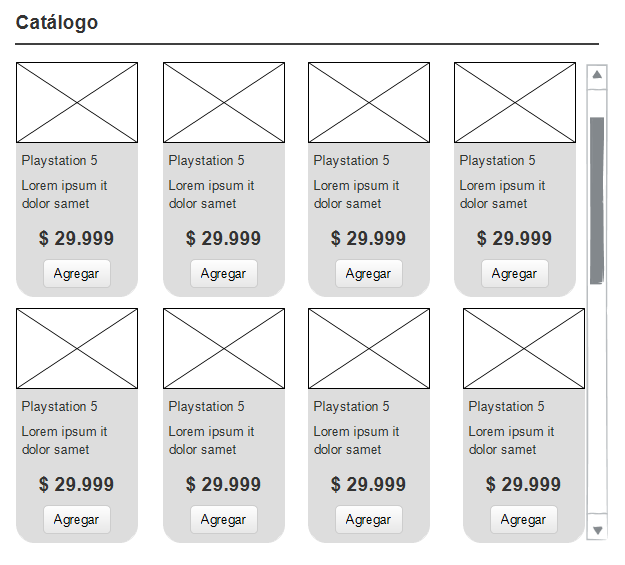 Catálogo
Playstation 5
Lorem ipsum it
dolor samet
$ 29.999
Agregar
Playstation 5
Lorem ipsum it
dolor samet
$ 29.999
Agregar
Playstation 5
Lorem ipsum it
dolor samet
$ 29.999
Agregar
Playstation 5
Lorem ipsum it
dolor samet
$ 29.999
Agregar
Playstation 5
Lorem ipsum it
dolor samet
$ 29.999
Agregar
Playstation 5
Lorem ipsum it
dolor samet
$ 29.999
Agregar
Playstation 5
Lorem ipsum it
dolor samet
$ 29.999
Agregar
Playstation 5
Lorem ipsum it
dolor samet
$ 29.999
Agregar